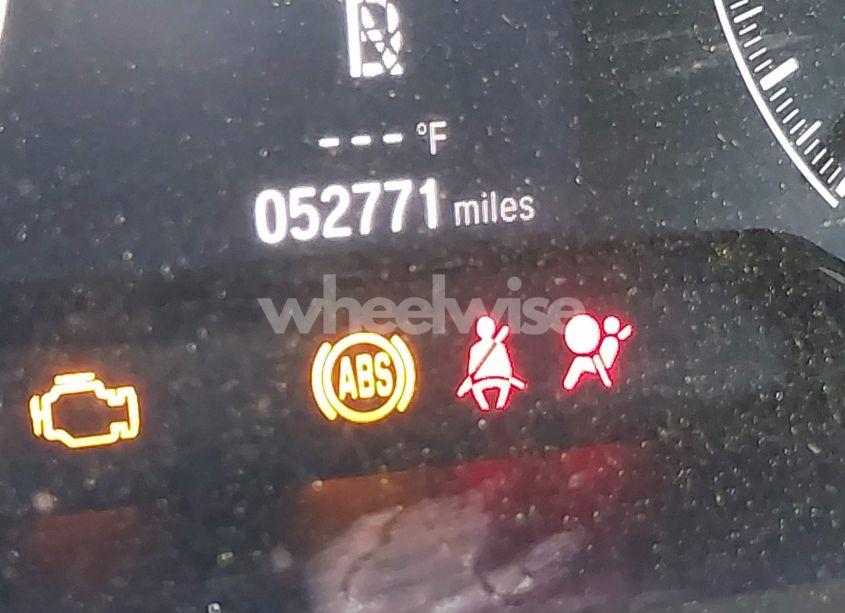 --- °F
052771 miles
wheelwise
ABS